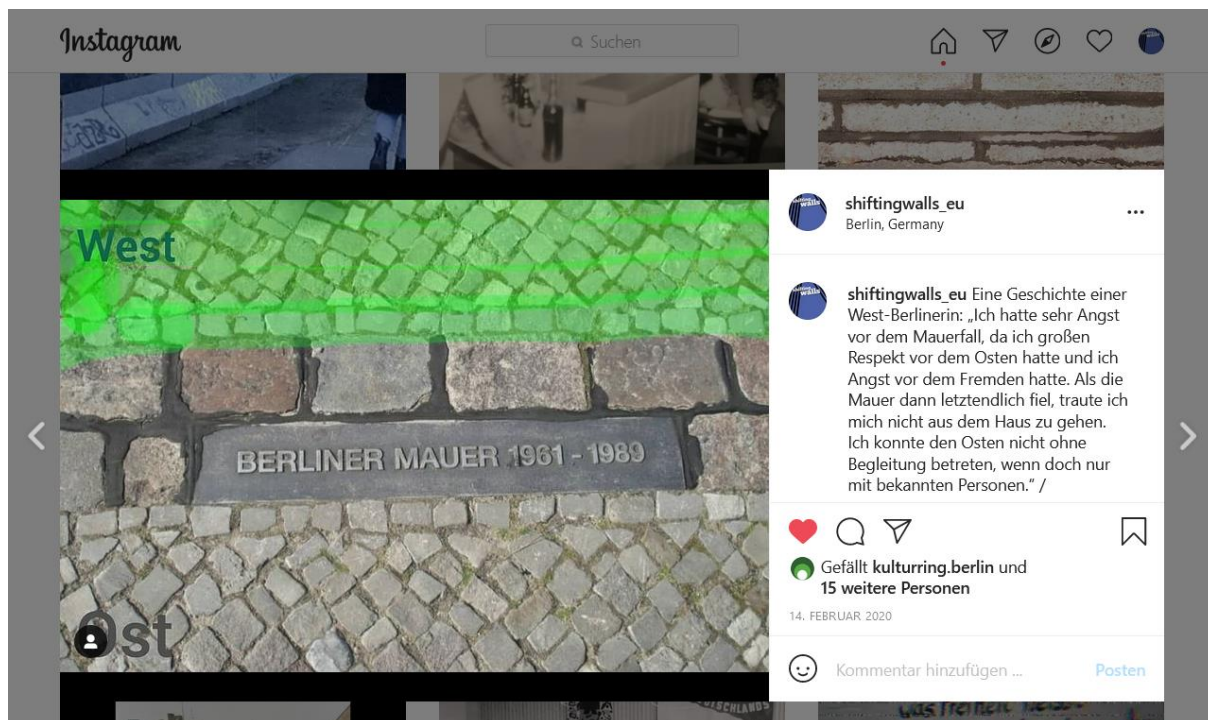 Instagram
Suchen
West
BERLINER MAUER 1961 - 1989
Ost
shiftingwalls_eu
Berlin, Germany
shiftingwalls_eu Eine Geschichte einer
West-Berlinerin: „Ich hatte sehr Angst
vor dem Mauerfall, da ich großen
Respekt vor dem Osten hatte und ich
Angst vor dem Fremden hatte. Als die
Mauer dann letztendlich fiel, traute ich
mich nicht aus dem Haus zu gehen.
Ich konnte den Osten nicht ohne
Begleitung betreten, wenn doch nur
mit bekannten Personen.“ /
Gefällt kulturring.berlin und
15 weitere Personen
14. FEBRUAR 2020
Kommentar hinzufügen ...
Posten